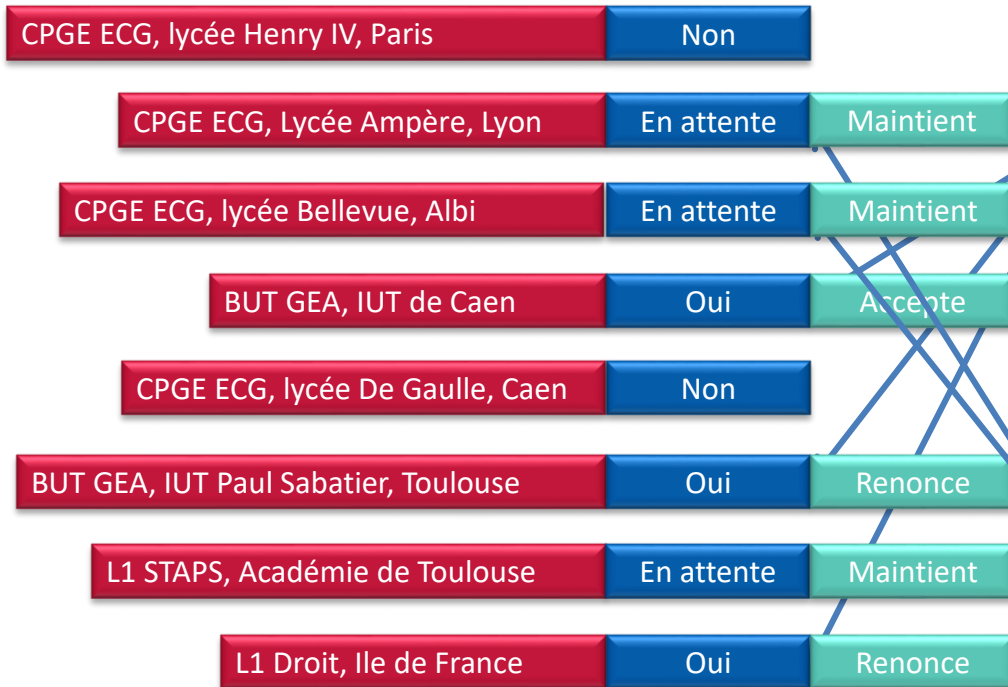 CPGE ECG, lycée Henry IV, Paris Non
CPGE ECG, Lycée Ampère, Lyon En attente Maintient
CPGE ECG, lycée Bellevue, Albi En attente Maintient
BUT GEA, IUT de Caen Oui Accepte
CPGE ECG, lycée De Gaulle, Caen Non
BUT GEA, IUT Paul Sabatier, Toulouse Oui Renonce
L1 STAPS, Académie de Toulouse En attente Maintient
L1 Droit, Ile de France Oui Renonce